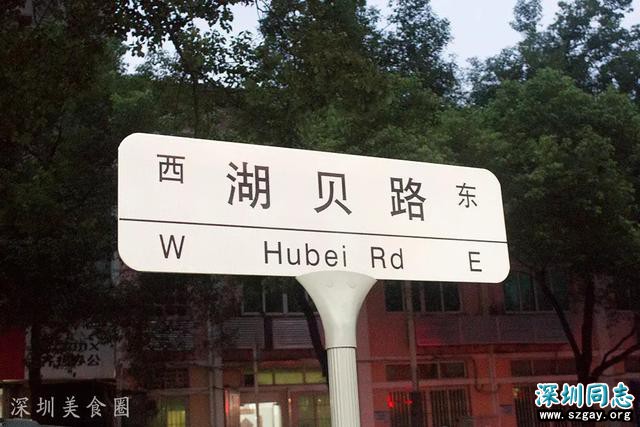 西 湖贝路 东
W Hubei Rd E
深圳美食圈
深圳同志
www.szgay.org